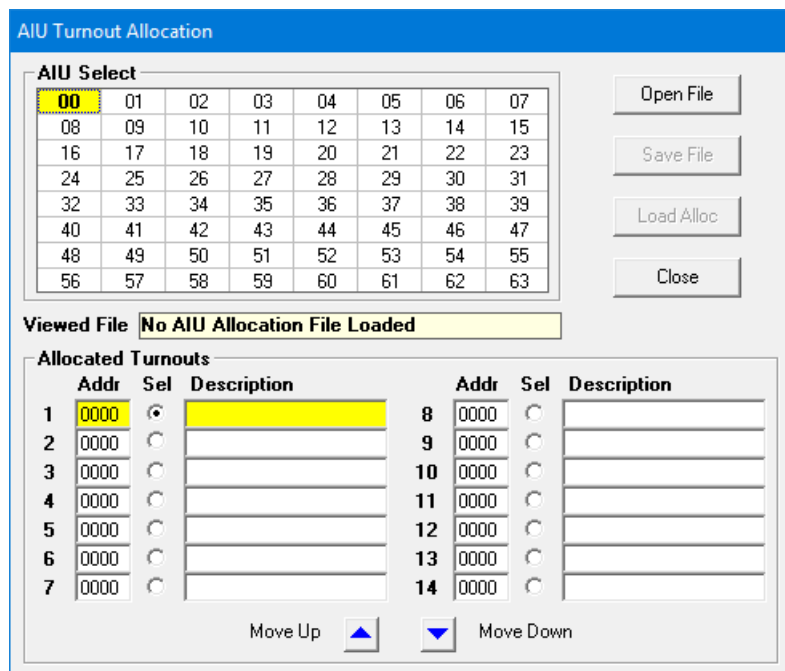 AIU Turnout Allocation
AIU Select
00 01 02 03 04 05 06 07
08 09 10 11 12 13 14 15
16 17 18 19 20 21 22 23
24 25 26 27 28 29 30 31
32 33 34 35 36 37 38 39
40 41 42 43 44 45 46 47
48 49 50 51 52 53 54 55
56 57 58 59 60 61 62 63
Open File
Save File
Load Alloc
Close
Viewed File No AIU Allocation File Loaded
Allocated Turnouts
Addr Sel Description Addr Sel Description
1 0000 8 0000
2 0000 9 0000
3 0000 10 0000
4 0000 11 0000
5 0000 12 0000
6 0000 13 0000
7 0000 14 0000
Move Up Move Down